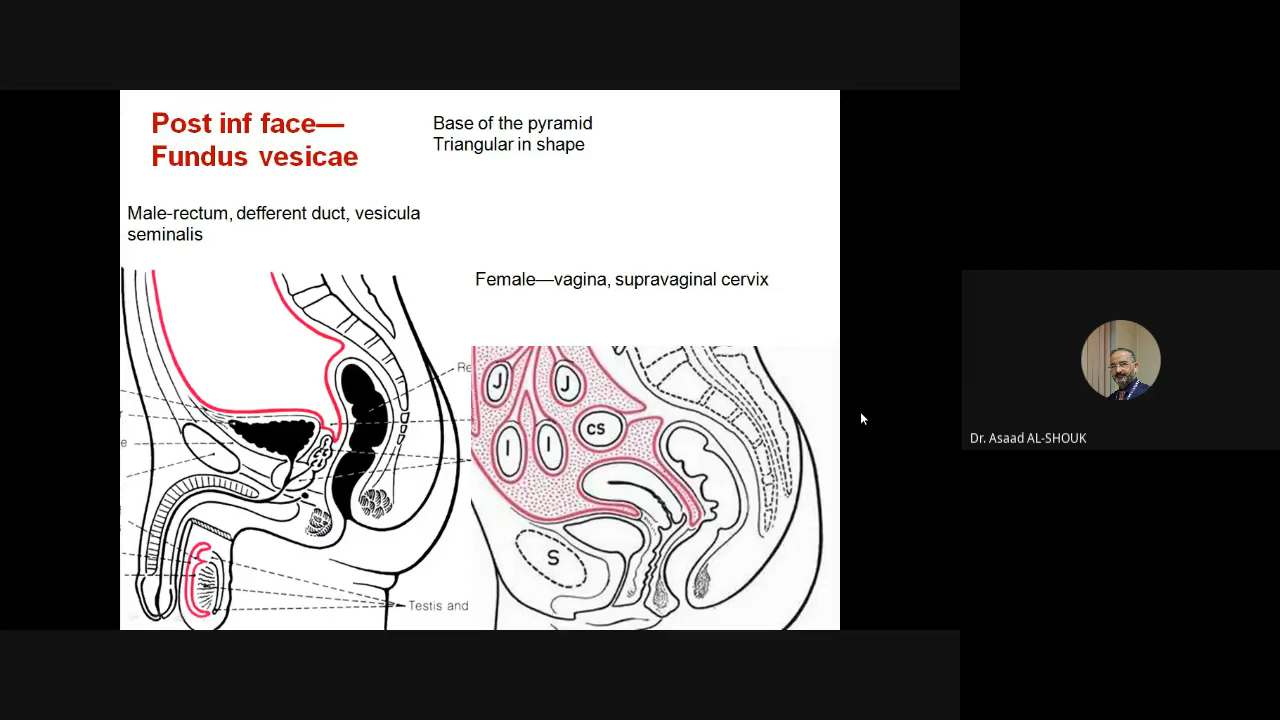 Post inf face—
Fundus vesicae
Base of the pyramid
Triangular in shape
Male-rectum, defferent duct, vesicula
seminalis
Female—vagina, supravaginal cervix
Re
J
J
CS
I
I
S
e
Testis and
Dr. Asaad AL-SHOUK